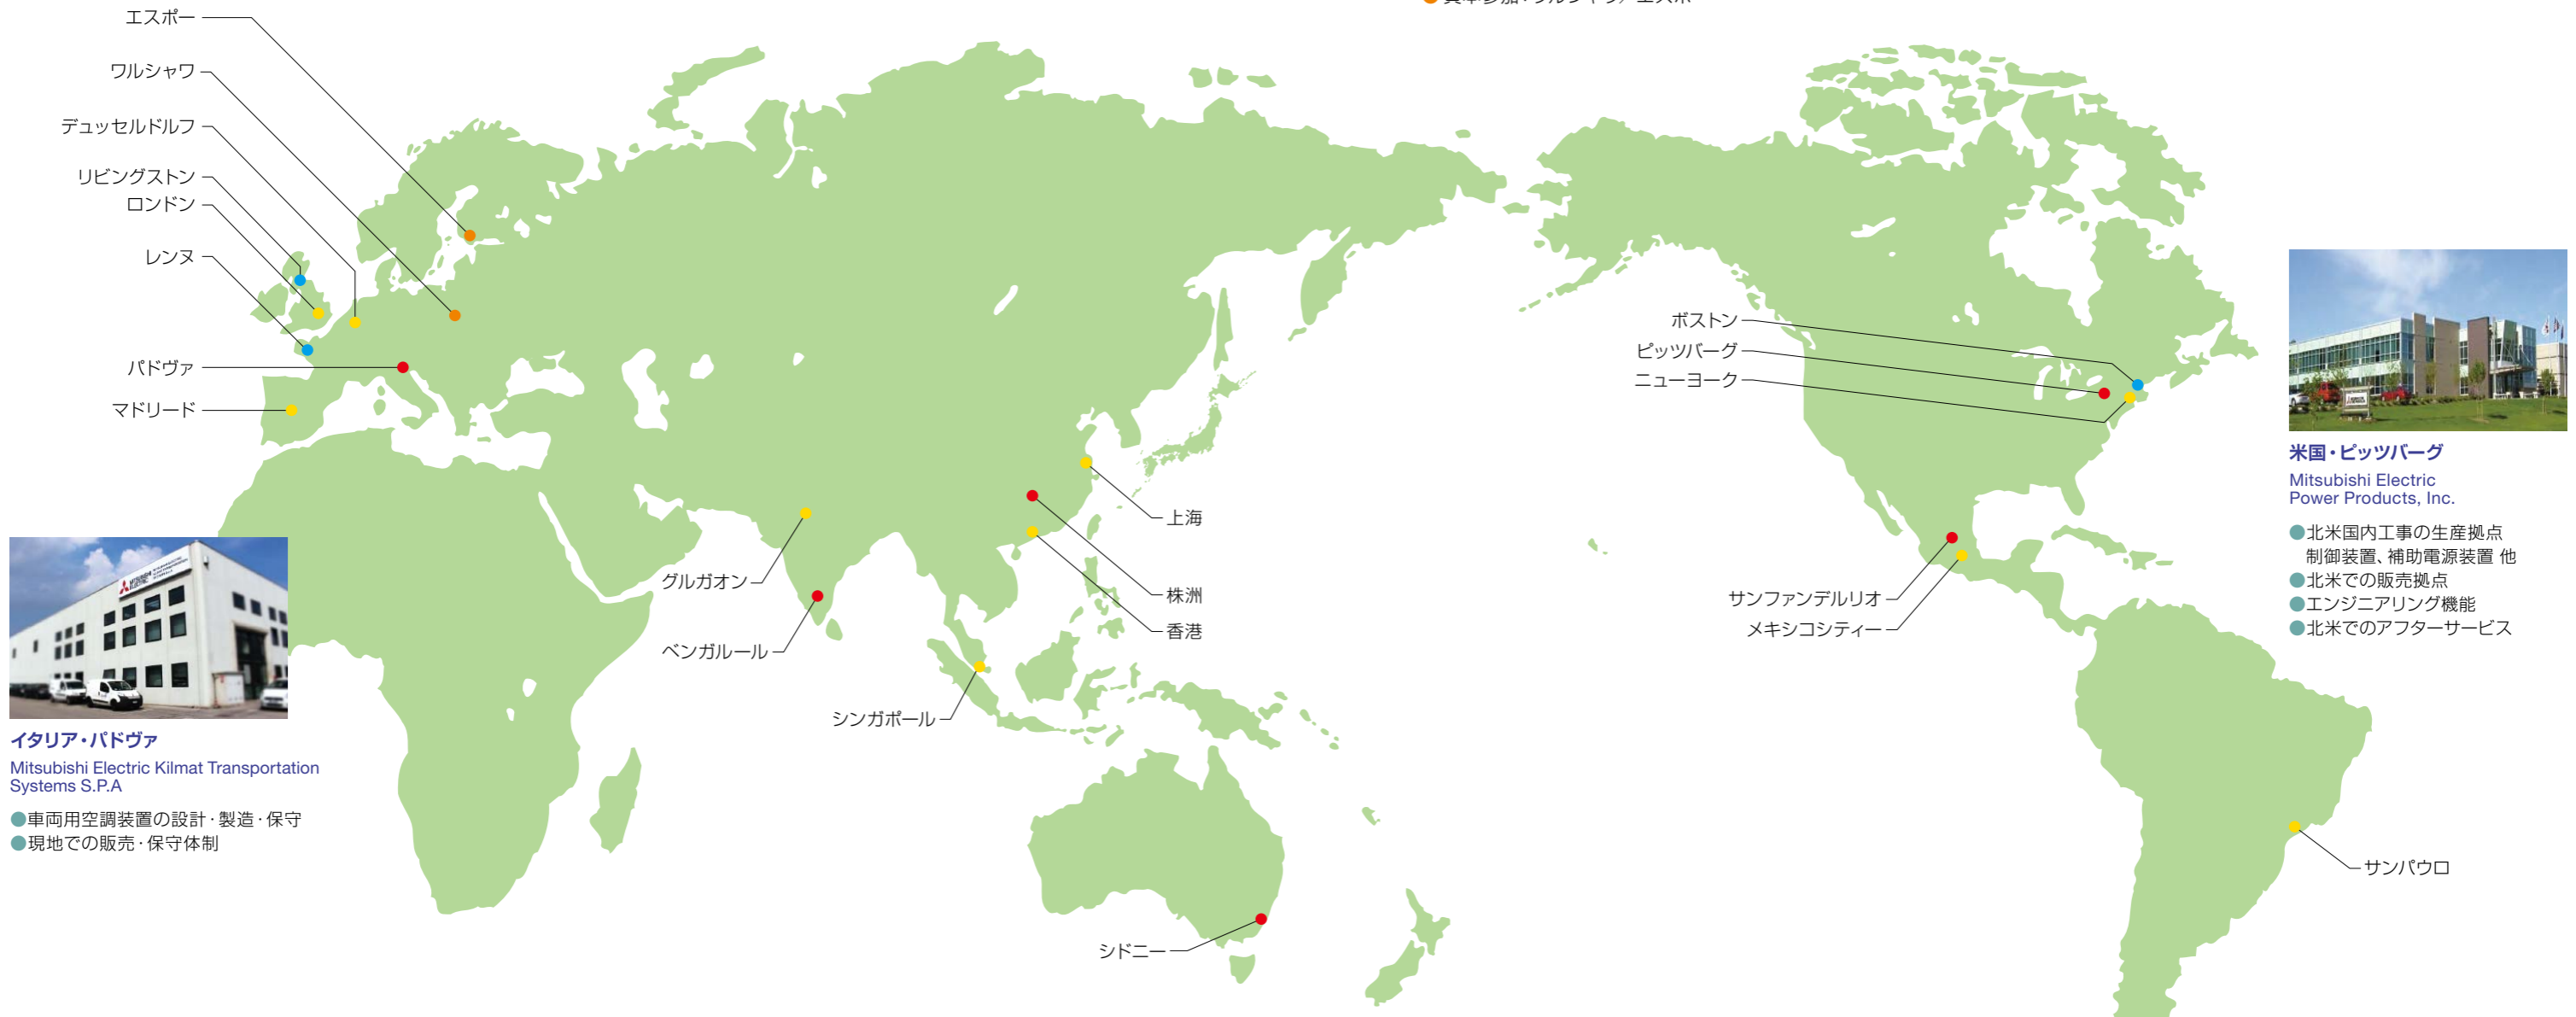 エスポー
ワルシャワ
デュッセルドルフ
リビングストン
ロンドン
レンヌ
パドヴァ
マドリード
グルガオン
ベンガルール
シンガポール
上海
株洲
香港
シドニー
ボストン
ピッツバーグ
ニューヨーク
サンファンデルリオ
メキシコシティー
サンパウロ
MITSUBISHI
ELECTRIC
イタリア・パドヴァ
Mitsubishi Electric Kilmat Transportation
Systems S.P.A
●車両用空調装置の設計・製造・保守
●現地での販売・保守体制
米国・ピッツバーグ
Mitsubishi Electric
Power Products, Inc.
●北米国内工事の生産拠点
制御装置、補助電源装置 他
●北米での販売拠点
●エンジニアリング機能
●北米でのアフターサービス